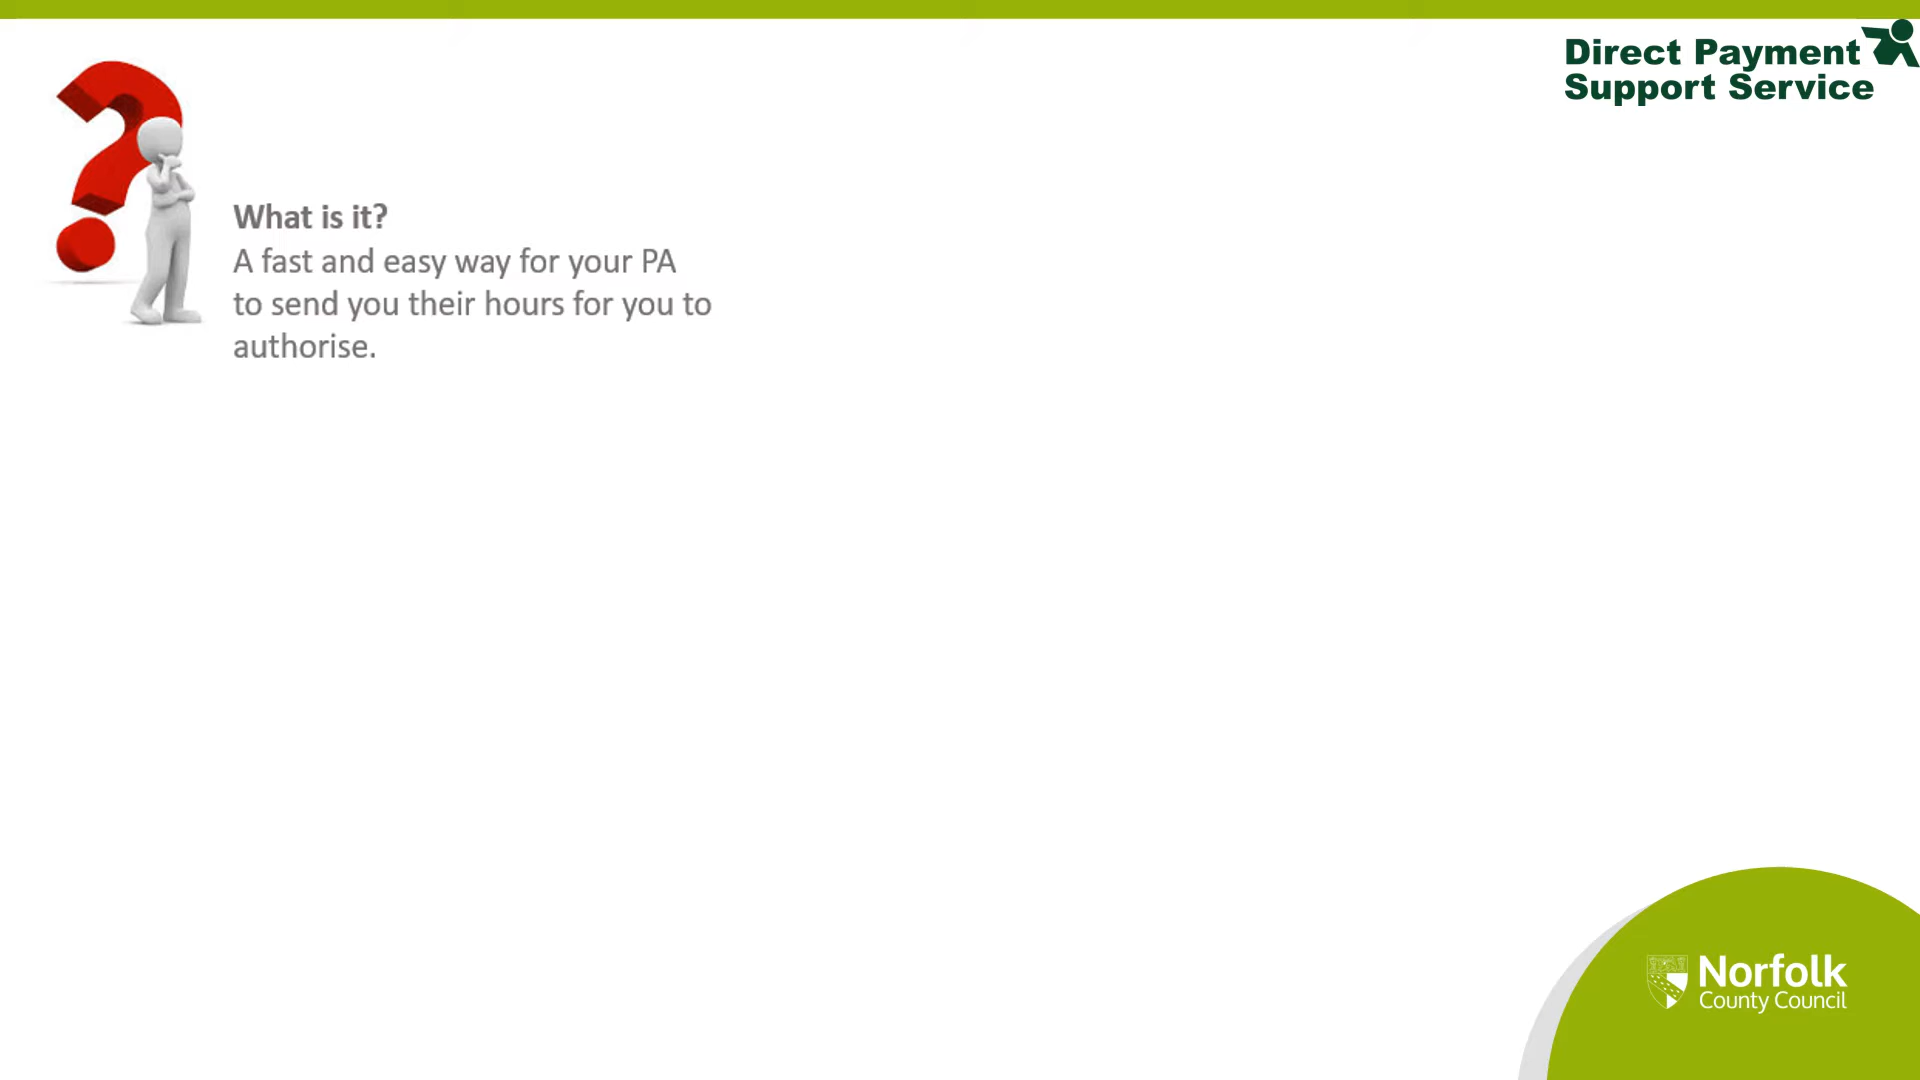 Direct Payment
Support Service
What is it?
A fast and easy way for your PA
to send you their hours for you to
authorise.
Norfolk
County Council